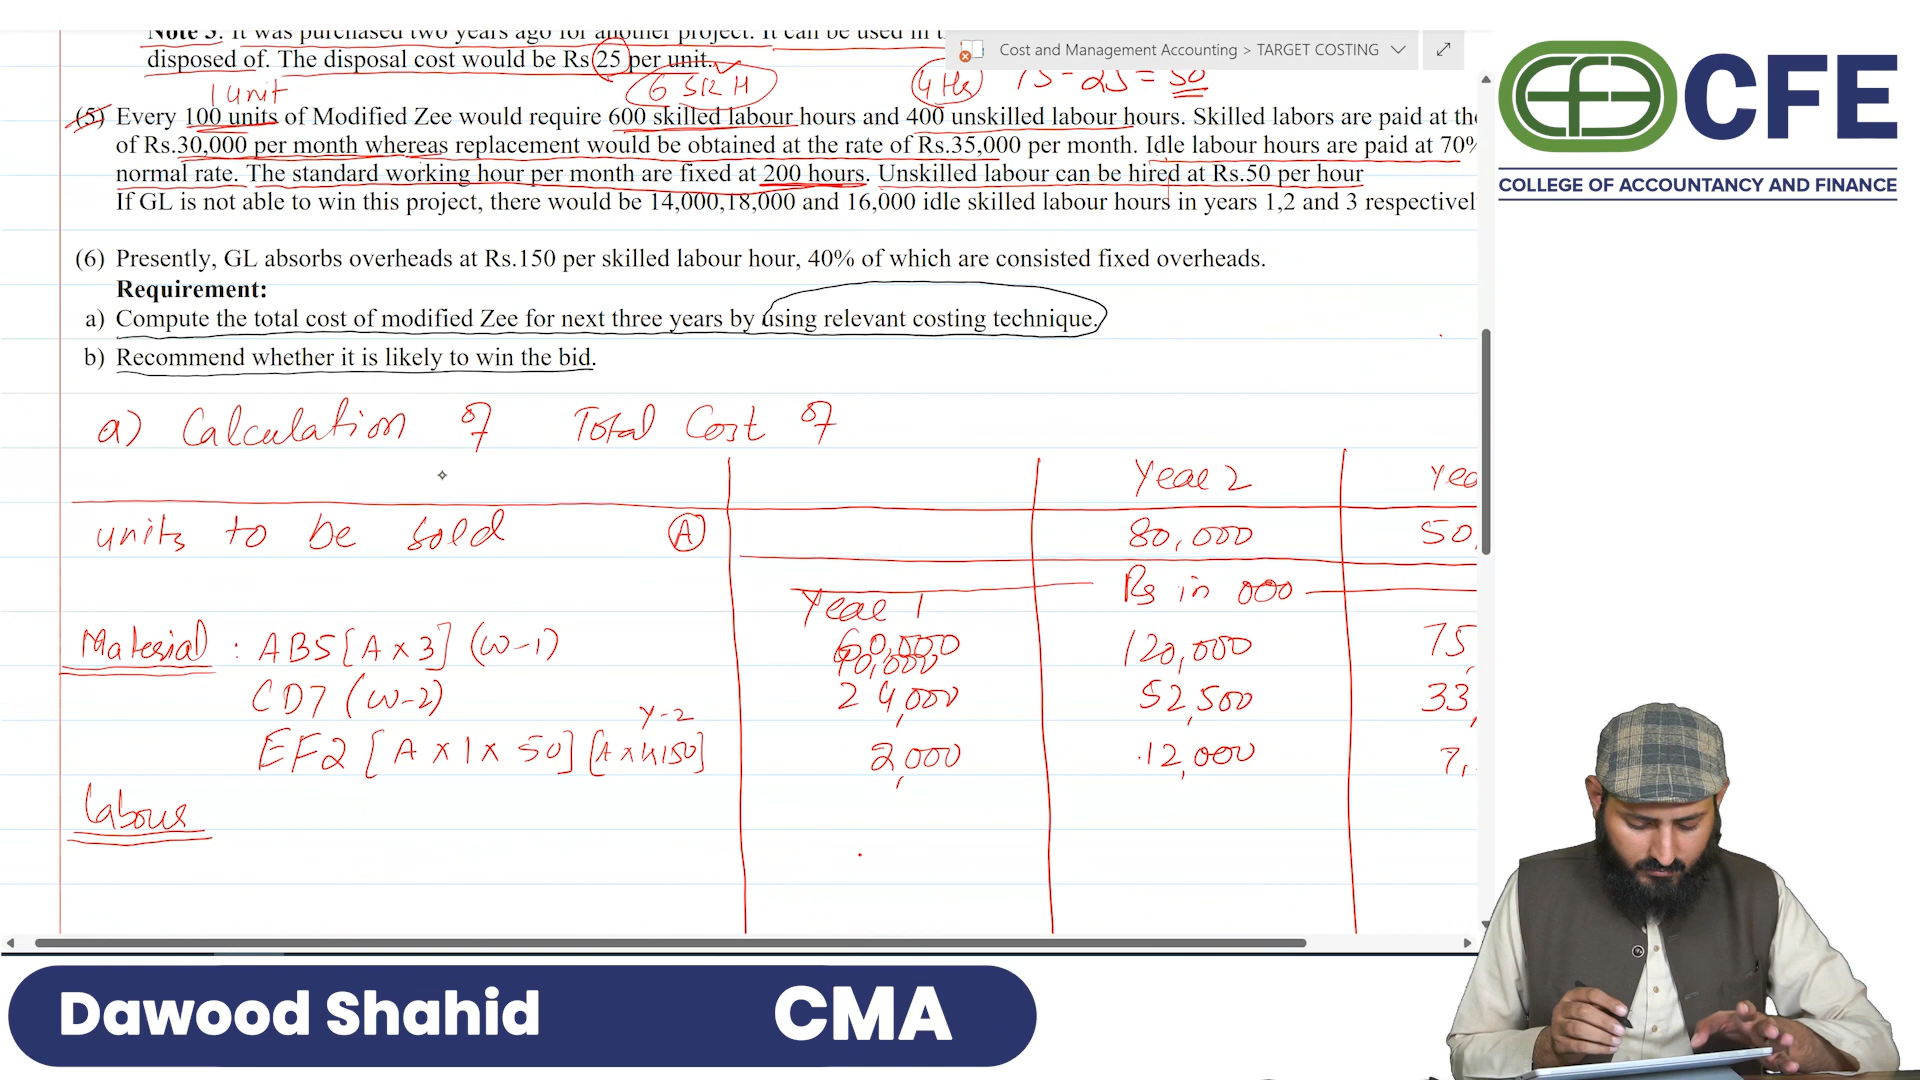 Note 3: It was purchased two years ago for another project. It can be used in t
disposed of. The disposal cost would be Rs 25 per unit.
Cost and Management Accounting > TARGET COSTING
1 unit
6 SK H
4 Hs
75 - 25 = 50
(5) Every 100 units of Modified Zee would require 600 skilled labour hours and 400 unskilled labour hours. Skilled labors are paid at the
of Rs.30,000 per month whereas replacement would be obtained at the rate of Rs.35,000 per month. Idle labour hours are paid at 70%
normal rate. The standard working hour per month are fixed at 200 hours. Unskilled labour can be hired at Rs.50 per hour
If GL is not able to win this project, there would be 14,000,18,000 and 16,000 idle skilled labour hours in years 1,2 and 3 respectivel
(6) Presently, GL absorbs overheads at Rs.150 per skilled labour hour, 40% of which are consisted fixed overheads.
Requirement:
a) Compute the total cost of modified Zee for next three years by using relevant costing technique.
b) Recommend whether it is likely to win the bid.
a) Calculation of Total Cost of
Year 2 Yea
units to be sold A 80,000 50,
Rs in 000
Year 1
Material : AB5 [A x 3] (W-1) 60,000 120,000 75,
40,000
CD7 (W-2) 24,000 52,500 33,
Y-2
EF2 [A x 1 x 50] 2,000 12,000 7,
Labour
CFE
COLLEGE OF ACCOUNTANCY AND FINANCE
Dawood Shahid CMA